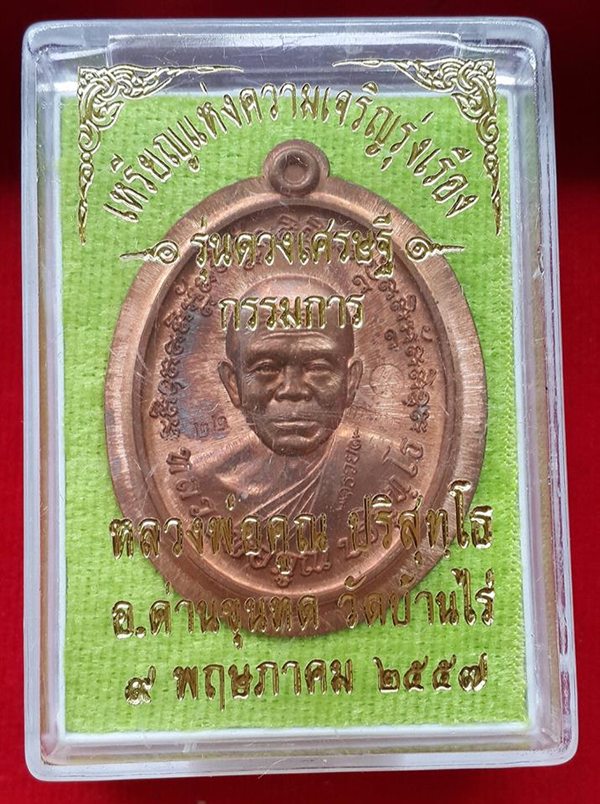 เหรียญแห่งความเจริญรุ่งเรือง
รุ่นดวงเศรษฐี
กรรมการ
๒๒
หลวงพ่อคูณ ปริสุทฺโธ
อ.ด่านขุนทด วัดบ้านไร่
๙ พฤษภาคม ๒๕๕๗